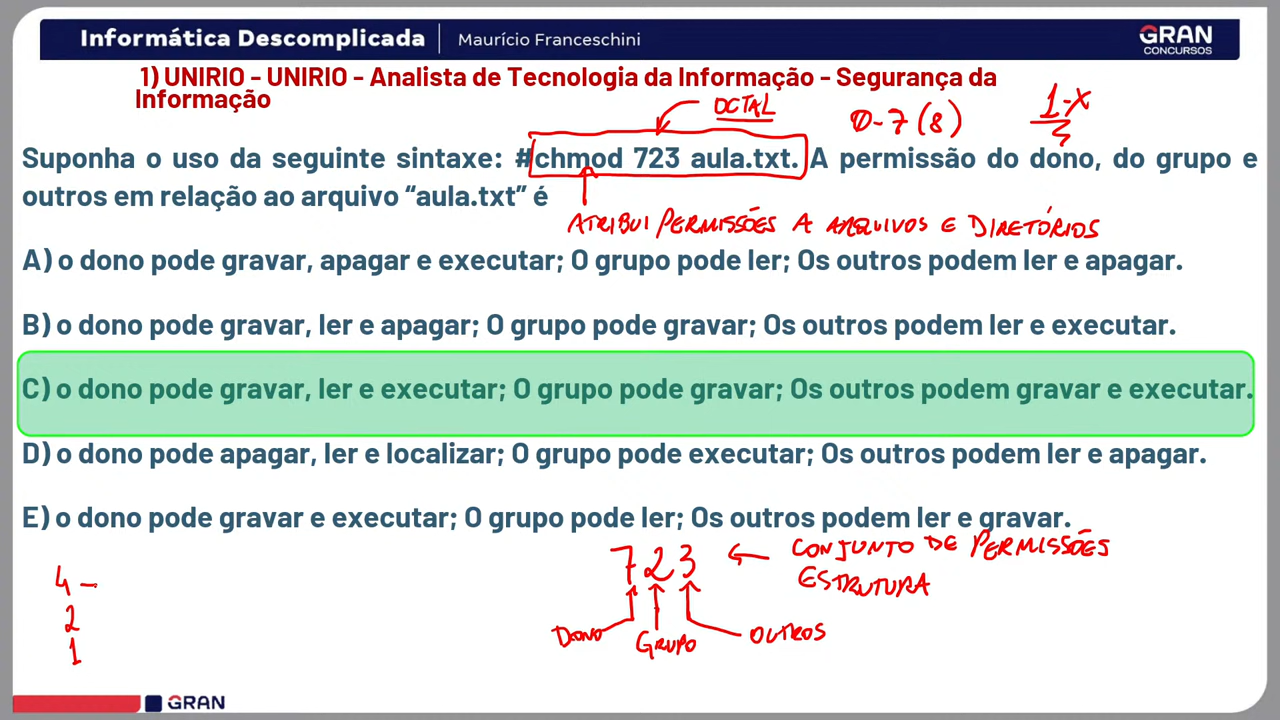 Informática Descomplicada | Maurício Franceschini
GRAN
CONCURSOS
1) UNIRIO - UNIRIO - Analista de Tecnologia da Informação - Segurança da
Informação
OCTAL
0-7 (8)
1-x
Suponha o uso da seguinte sintaxe: #chmod 723 aula.txt. A permissão do dono, do grupo e
outros em relação ao arquivo “aula.txt” é
ATRIBUI PERMISSÕES A ARQUIVOS E DIRETÓRIOS
A) o dono pode gravar, apagar e executar; O grupo pode ler; Os outros podem ler e apagar.
B) o dono pode gravar, ler e apagar; O grupo pode gravar; Os outros podem ler e executar.
C) o dono pode gravar, ler e executar; O grupo pode gravar; Os outros podem gravar e executar.
D) o dono pode apagar, ler e localizar; O grupo pode executar; Os outros podem ler e apagar.
E) o dono pode gravar e executar; O grupo pode ler; Os outros podem ler e gravar.
723
CONJUNTO DE PERMISSÕES
ESTRUTURA
4 -
2
1
DONO
GRUPO
OUTROS
GRAN